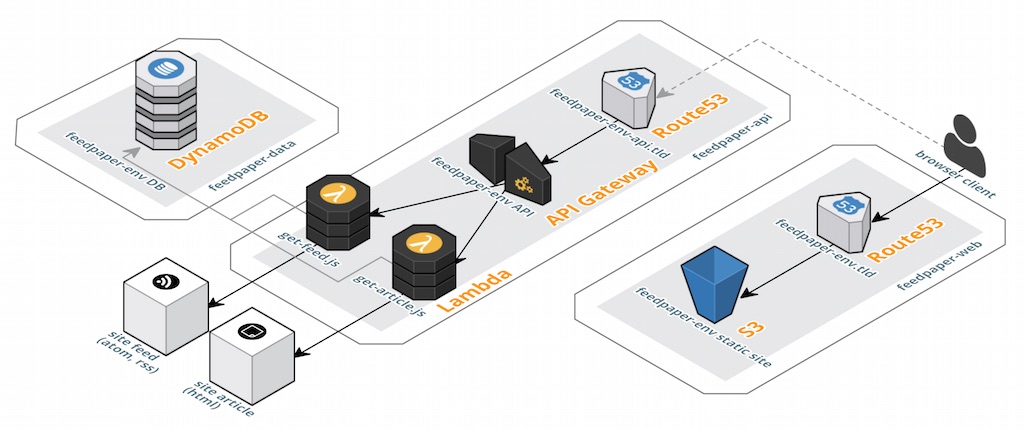 DynamoDB
feedpaper-env DB
feedpaper-data
53
feedpaper-env-api.tld
Route53
feedpaper-api
feedpaper-env API
API Gateway
λ
get-feed.js
λ
get-article.js
Lambda
site feed
(atom, rss)
site article
(html)
browser client
53
feedpaper-env.tld
Route53
feedpaper-web
feedpaper-env static site
S3